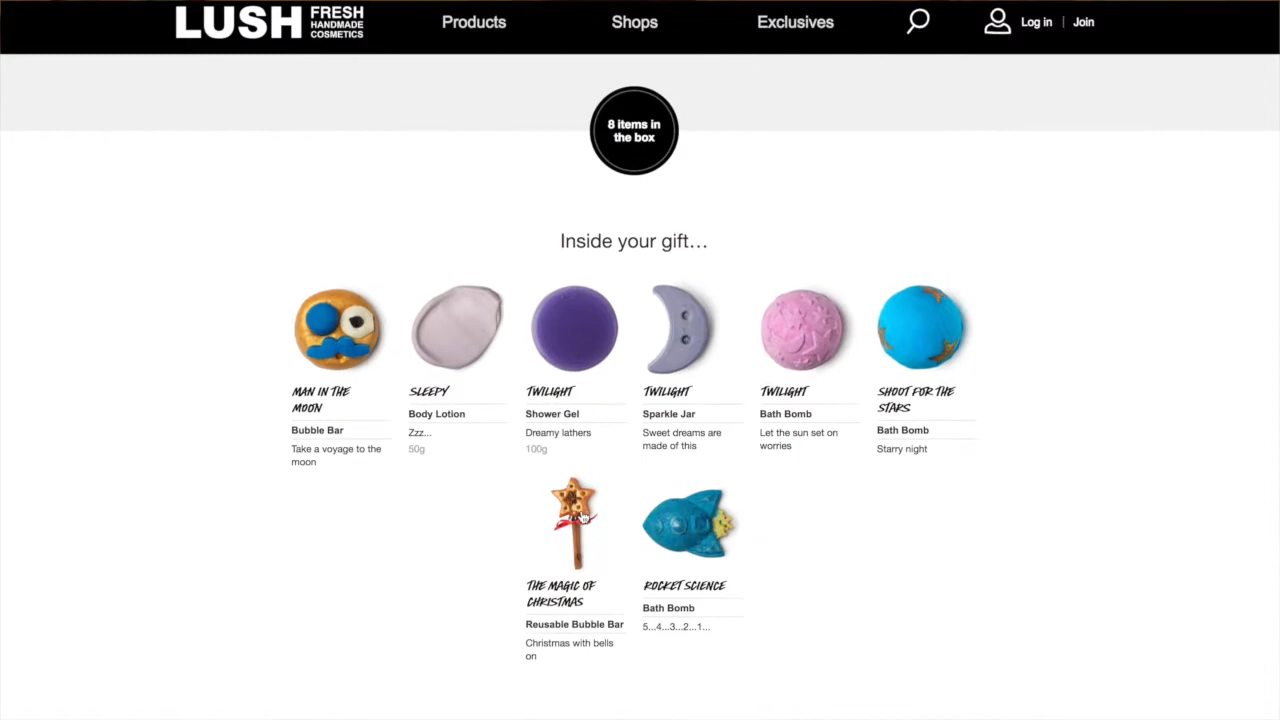 LUSH FRESH
HANDMADE
COSMETICS
Products
Shops
Exclusives
Log in | Join
8 items in
the box
Inside your gift...
MAN IN THE
MOON
Bubble Bar
Take a voyage to the
moon
SLEEPY
Body Lotion
Zzz...
50g
TWILIGHT
Shower Gel
Dreamy lathers
100g
TWILIGHT
Sparkle Jar
Sweet dreams are
made of this
TWILIGHT
Bath Bomb
Let the sun set on
worries
SHOOT FOR THE
STARS
Bath Bomb
Starry night
THE MAGIC OF
CHRISTMAS
Reusable Bubble Bar
Christmas with bells
on
ROCKET SCIENCE
Bath Bomb
5...4...3...2...1...